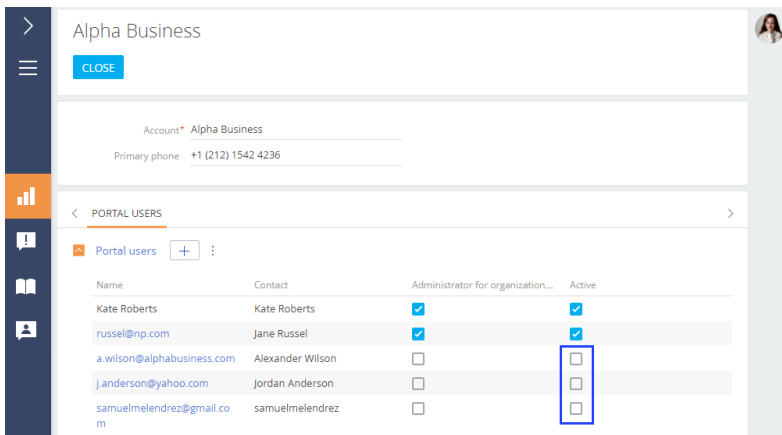 Alpha Business
CLOSE
Account* Alpha Business
Primary phone +1 (212) 1542 4236
PORTAL USERS
Portal users
Name Contact Administrator for organization... Active
Kate Roberts Kate Roberts
russel@np.com Jane Russel
a.wilson@alphabusiness.com Alexander Wilson
j.anderson@yahoo.com Jordan Anderson
samuelmelendrez@gmail.co samuelmelendrez
m